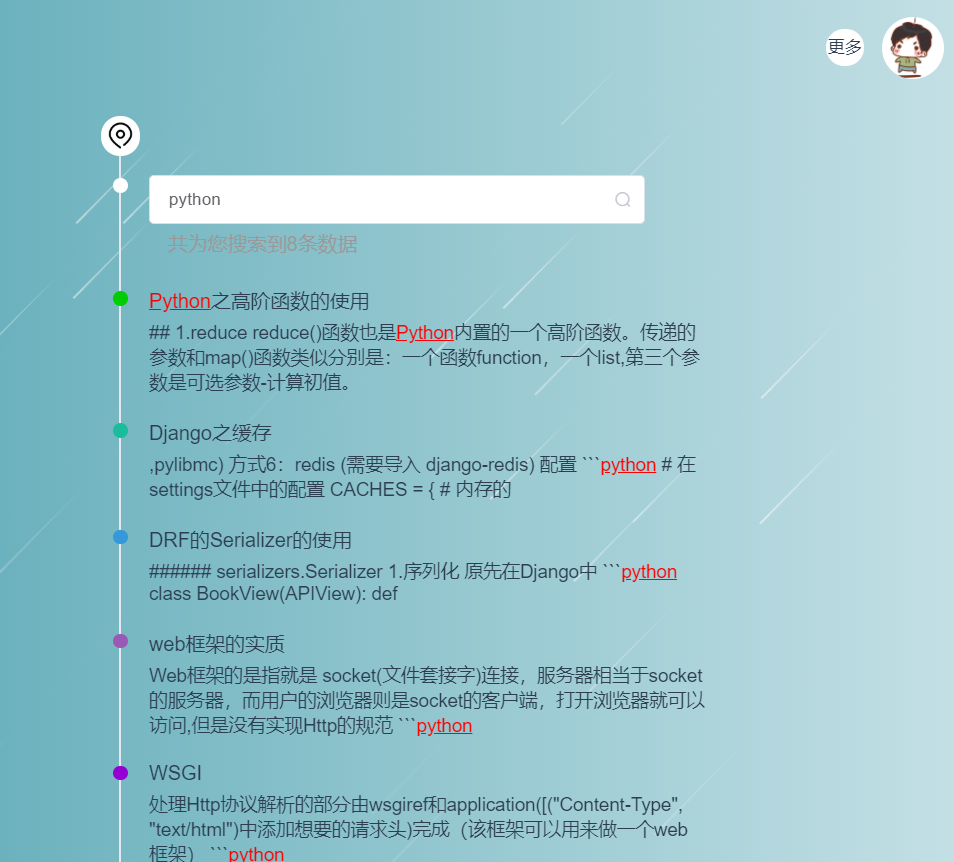 更多
python
共为您搜索到8条数据
Python之高阶函数的使用
## 1.reduce reduce()函数也是Python内置的一个高阶函数。传递的
参数和map()函数类似分别是：一个函数function，一个list,第三个参
数是可选参数-计算初值。
Django之缓存
,pylibmc) 方式6：redis (需要导入 django-redis) 配置 ```python # 在
settings文件中的配置 CACHES = { # 内存的
DRF的Serializer的使用
###### serializers.Serializer 1.序列化 原先在Django中 ```python
class BookView(APIView): def
web框架的实质
Web框架的是指就是 socket(文件套接字)连接，服务器相当于socket
的服务器，而用户的浏览器则是socket的客户端，打开浏览器就可以
访问,但是没有实现Http的规范 ```python
WSGI
处理Http协议解析的部分由wsgiref和application([("Content-Type",
"text/html")中添加想要的请求头)完成（该框架可以用来做一个web
框架） ```python